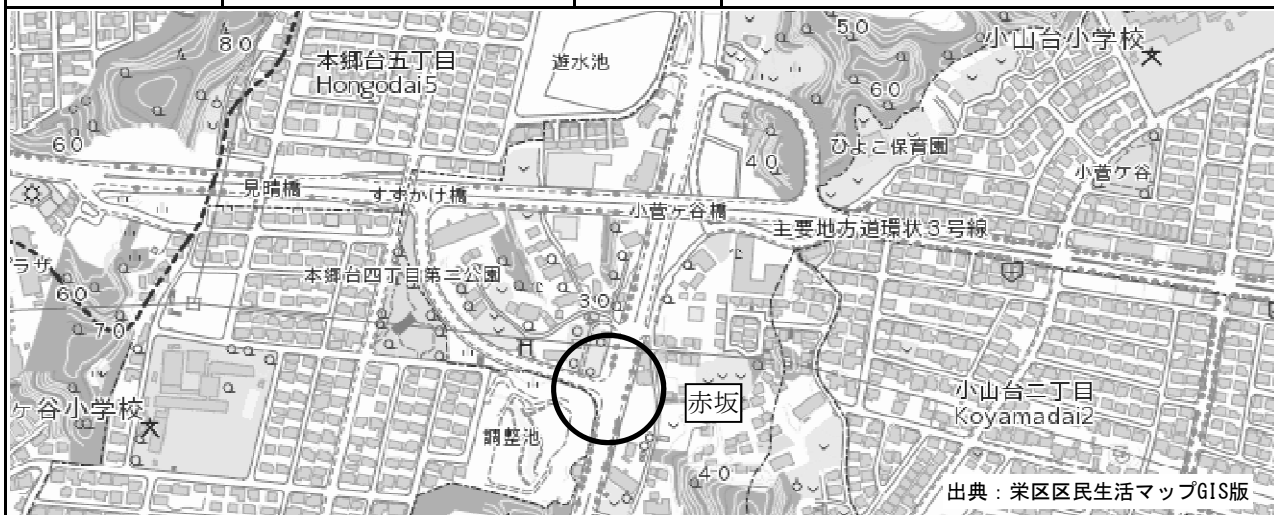 80
本郷台五丁目
Hongodai5
遊水池
50
小山台小学校
60
60
ひよこ保育園
40
小菅ケ谷
見晴橋
すずかけ橋
小菅ケ谷橋
主要地方道環状3号線
プラザ
本郷台四丁目第三公園
60
30
70
ケ谷小学校
赤坂
小山台二丁目
Koyamadai2
調整池
40
出典：栄区区民生活マップGIS版